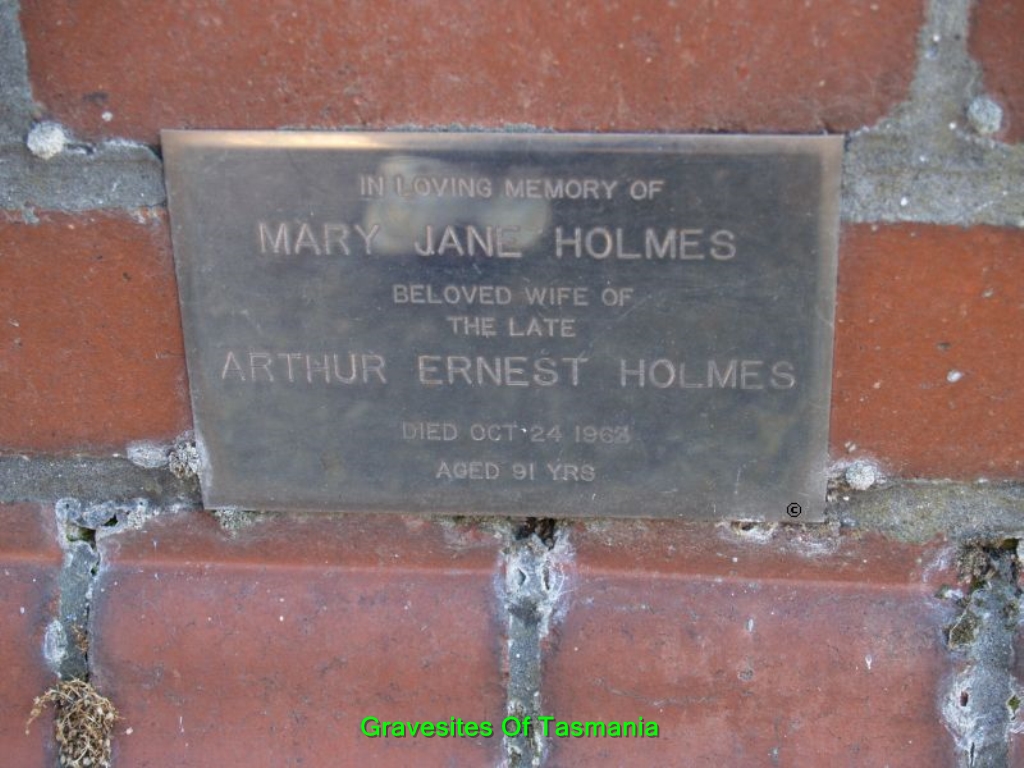 IN LOVING MEMORY OF
MARY JANE HOLMES
BELOVED WIFE OF
THE LATE
ARTHUR ERNEST HOLMES
DIED OCT 24 1963
AGED 91 YRS
©
Gravesites Of Tasmania